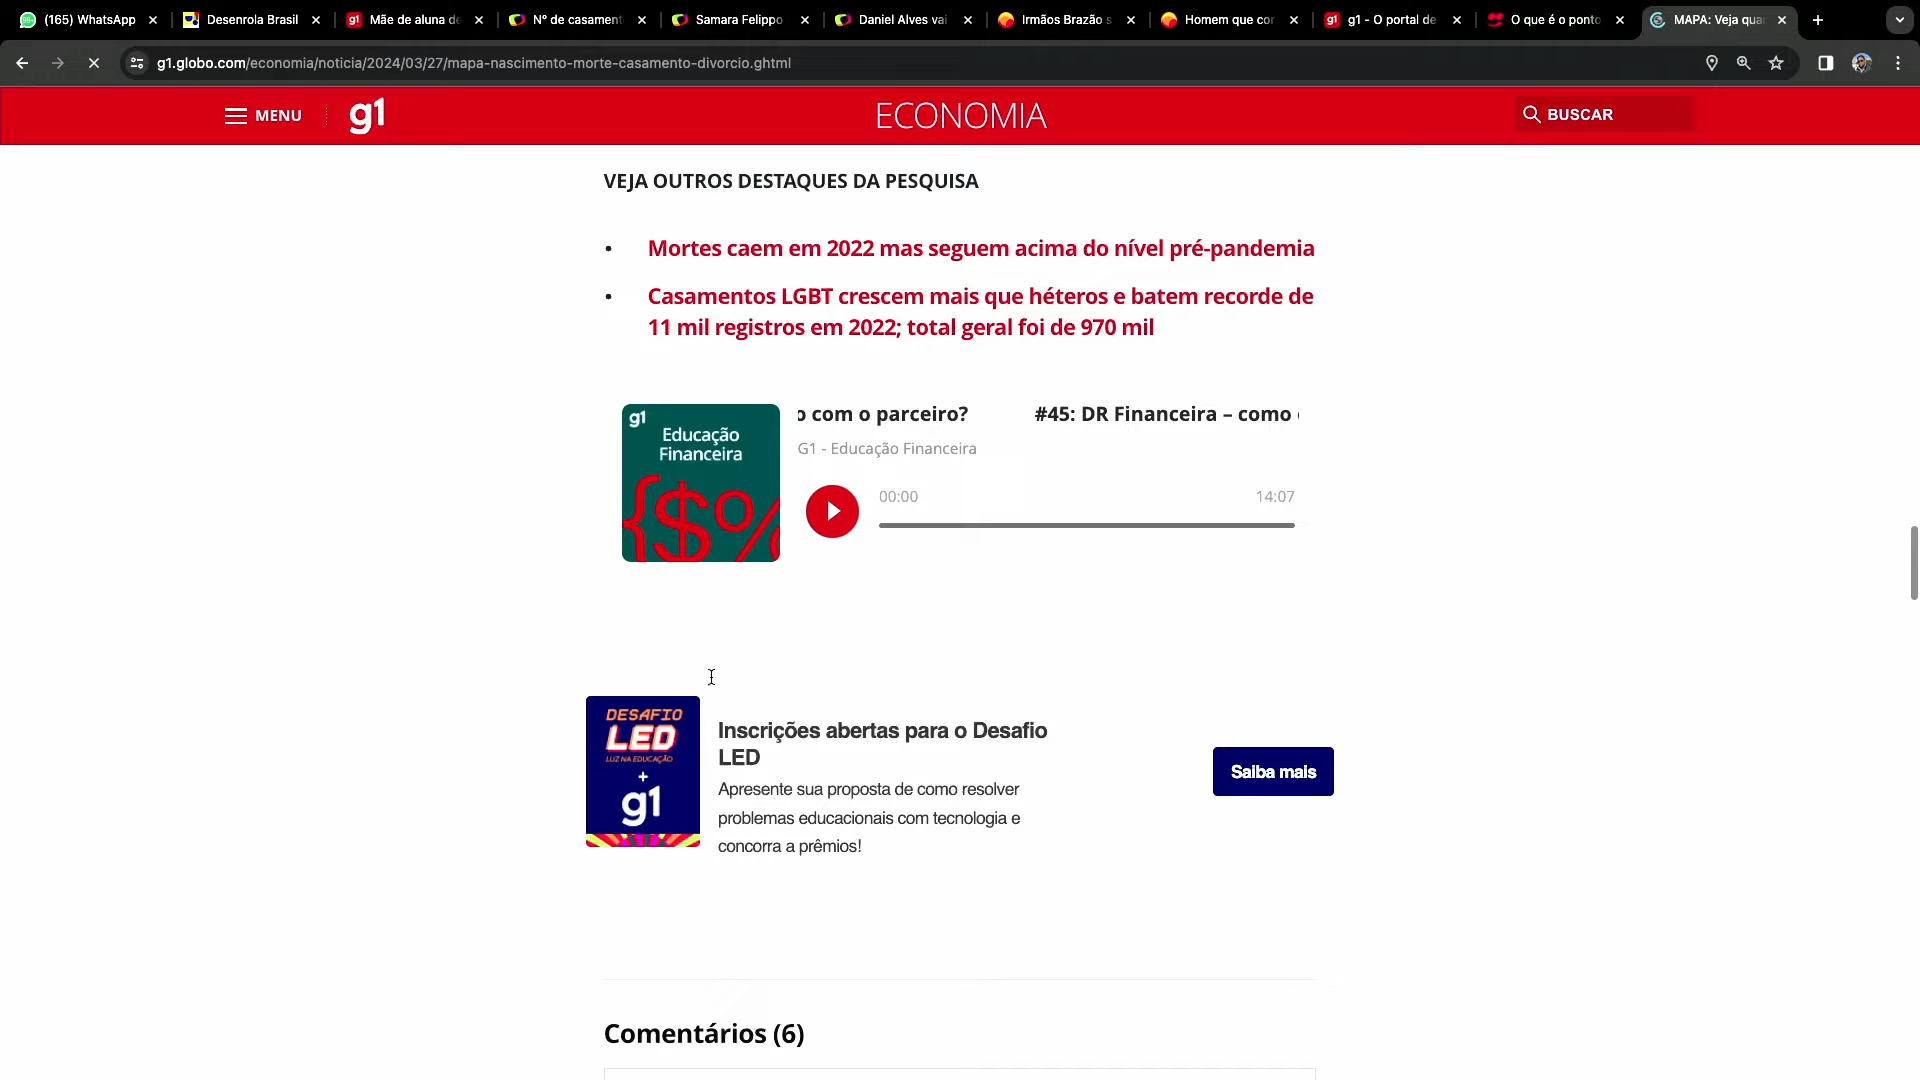 (165) WhatsApp
Desenrola Brasil
Mãe de aluna de
Nº de casament
Samara Felippo
Daniel Alves vai
Irmãos Brazão s
Homem que cor
g1 - O portal de
O que é o ponto
MAPA: Veja qua
g1.globo.com/economia/noticia/2024/03/27/mapa-nascimento-morte-casamento-divorcio.ghtml
MENU
g1
ECONOMIA
BUSCAR
VEJA OUTROS DESTAQUES DA PESQUISA
• Mortes caem em 2022 mas seguem acima do nível pré-pandemia
• Casamentos LGBT crescem mais que héteros e batem recorde de
11 mil registros em 2022; total geral foi de 970 mil
g1
Educação
Financeira
{$%
o com o parceiro? #45: DR Financeira – como
G1 - Educação Financeira
00:00 14:07
DESAFIO
LED
LUZ NA EDUCAÇÃO
+
g1
Inscrições abertas para o Desafio
LED
Apresente sua proposta de como resolver
problemas educacionais com tecnologia e
concorra a prêmios!
Saiba mais
Comentários (6)